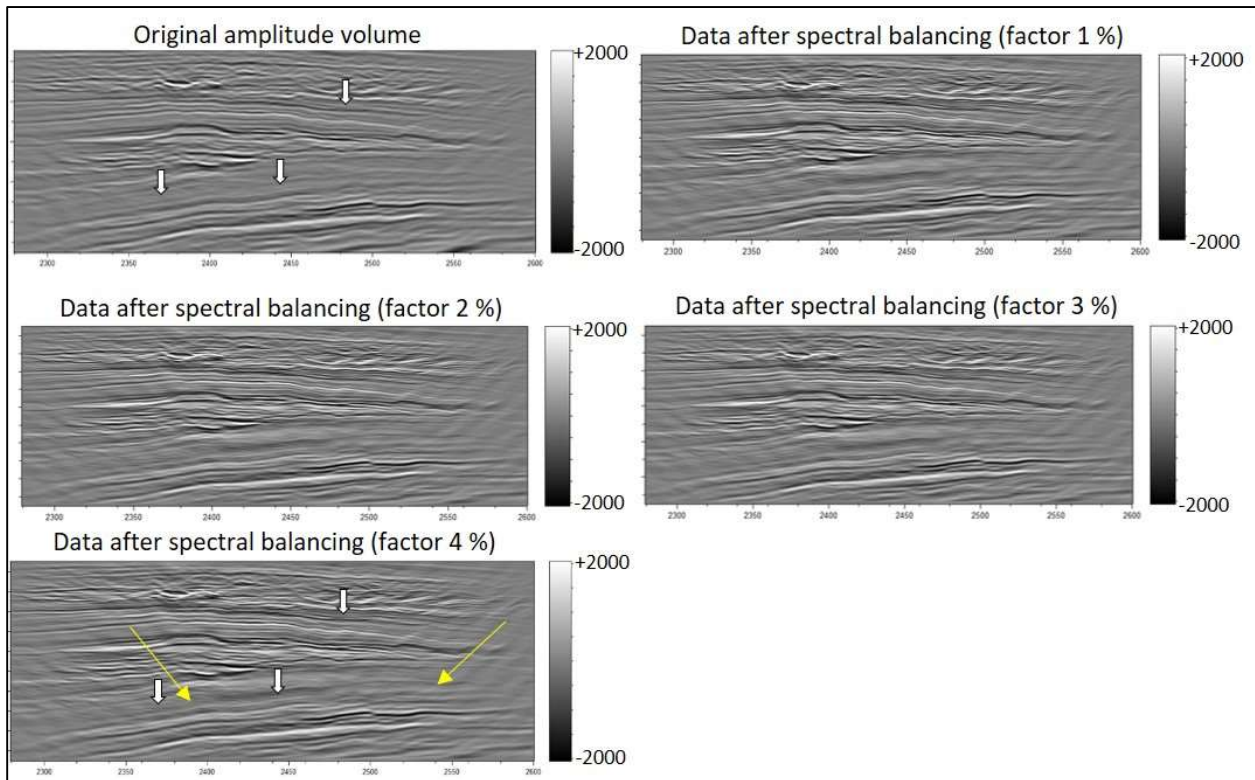 Original amplitude volume
+2000
-2000
2300 2350 2400 2450 2500 2550 2600
Data after spectral balancing (factor 1 %)
+2000
-2000
2300 2350 2400 2450 2500 2550 2600
Data after spectral balancing (factor 2 %)
+2000
-2000
2300 2350 2400 2450 2500 2550 2600
Data after spectral balancing (factor 3 %)
+2000
-2000
2300 2350 2400 2450 2500 2550 2600
Data after spectral balancing (factor 4 %)
+2000
-2000
2300 2350 2400 2450 2500 2550 2600